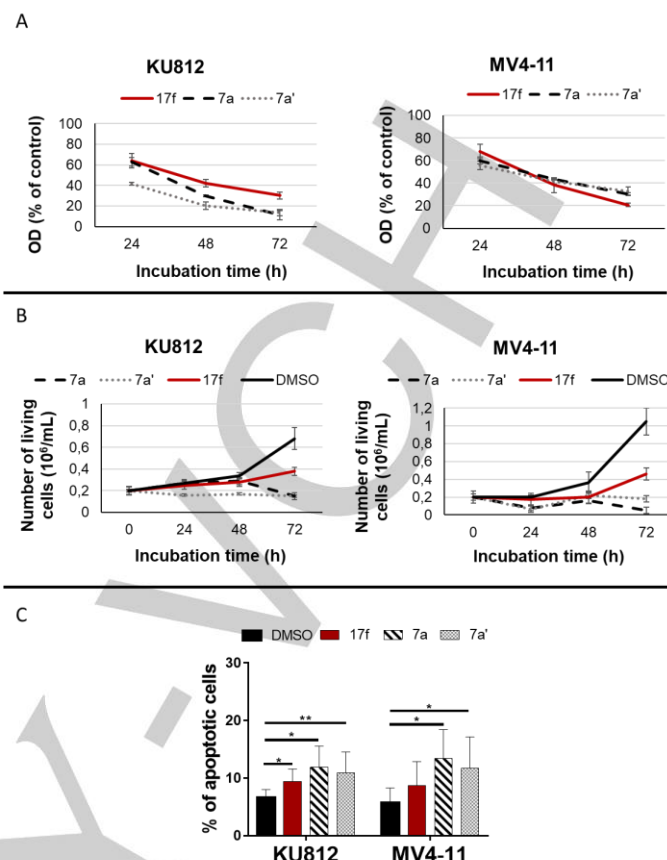 A
KU812
17f 7a 7a'
OD (% of control)
100
80
60
40
20
0
24 48 72
Incubation time (h)
MV4-11
17f 7a 7a'
OD (% of control)
100
80
60
40
20
0
24 48 72
Incubation time (h)
B
KU812
7a 7a' 17f DMSO
Number of living
cells (10⁶/mL)
1
0,8
0,6
0,4
0,2
0
0 24 48 72
Incubation time (h)
MV4-11
7a 7a' 17f DMSO
Number of living
cells (10⁶/mL)
1,2
1
0,8
0,6
0,4
0,2
0
0 24 48 72
Incubation time (h)
C
DMSO 17f 7a 7a'
% of apoptotic cells
30
20
10
0
**
*
*
*
*
KU812 MV4-11